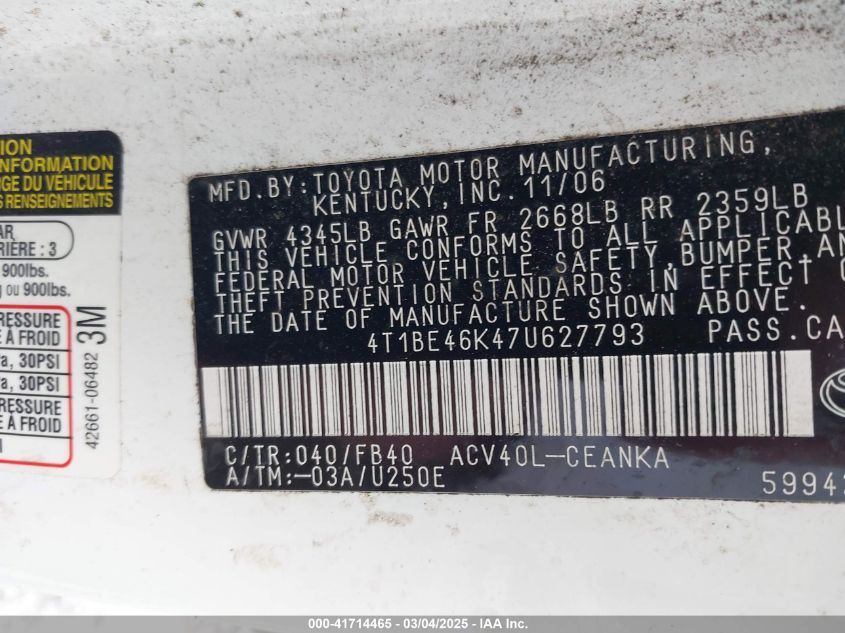 ION
INFORMATION
GE DU VÉHICULE
S RENSEIGNEMENTS
AR
RIÈRE : 3
900lbs.
g ou 900lbs.
RESSURE
À FROID
a, 30PSI
a, 30PSI
RESSURE
À FROID
42661-06482 3M
MFD.BY:TOYOTA MOTOR MANUFACTURING,
KENTUCKY,INC.11/06
GVWR 4345LB GAWR FR 2668LB RR 2359LB
THIS VEHICLE CONFORMS TO ALL APPLICABL
FEDERAL MOTOR VEHICLE SAFETY,BUMPER,AN
THEFT PREVENTION STANDARDS IN EFFECT O
THE DATE OF MANUFACTURE SHOWN ABOVE.
4T1BE46K47U627793 PASS.CA
C/TR:040/FB40 ACV40L-CEANKA
A/TM:-03A/U250E
5994
000-41714465 - 03/04/2025 - IAA Inc.